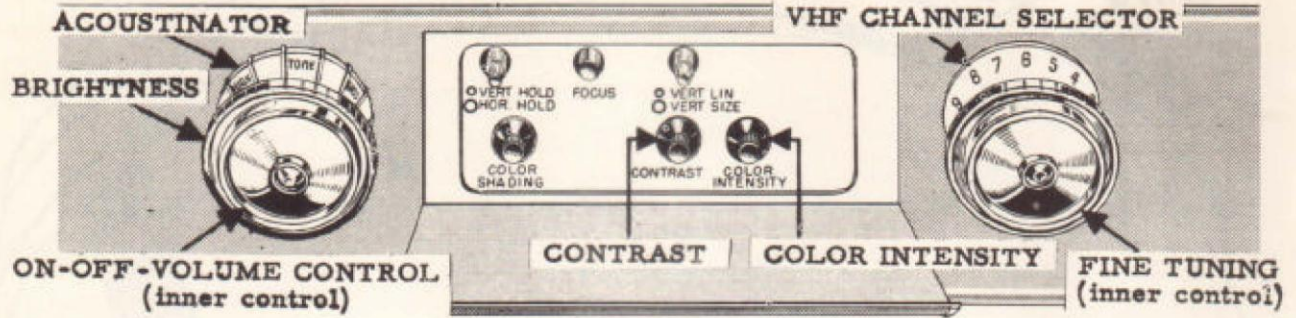 ACOUSTINATOR
VHF CHANNEL SELECTOR
BRIGHTNESS
TONE
9 8 7 6 5 4
VERT HOLD
HOR. HOLD
FOCUS
VERT LIN
VERT SIZE
COLOR
SHADING
CONTRAST
COLOR
INTENSITY
CONTRAST
COLOR INTENSITY
ON-OFF-VOLUME CONTROL
(inner control)
FINE TUNING
(inner control)